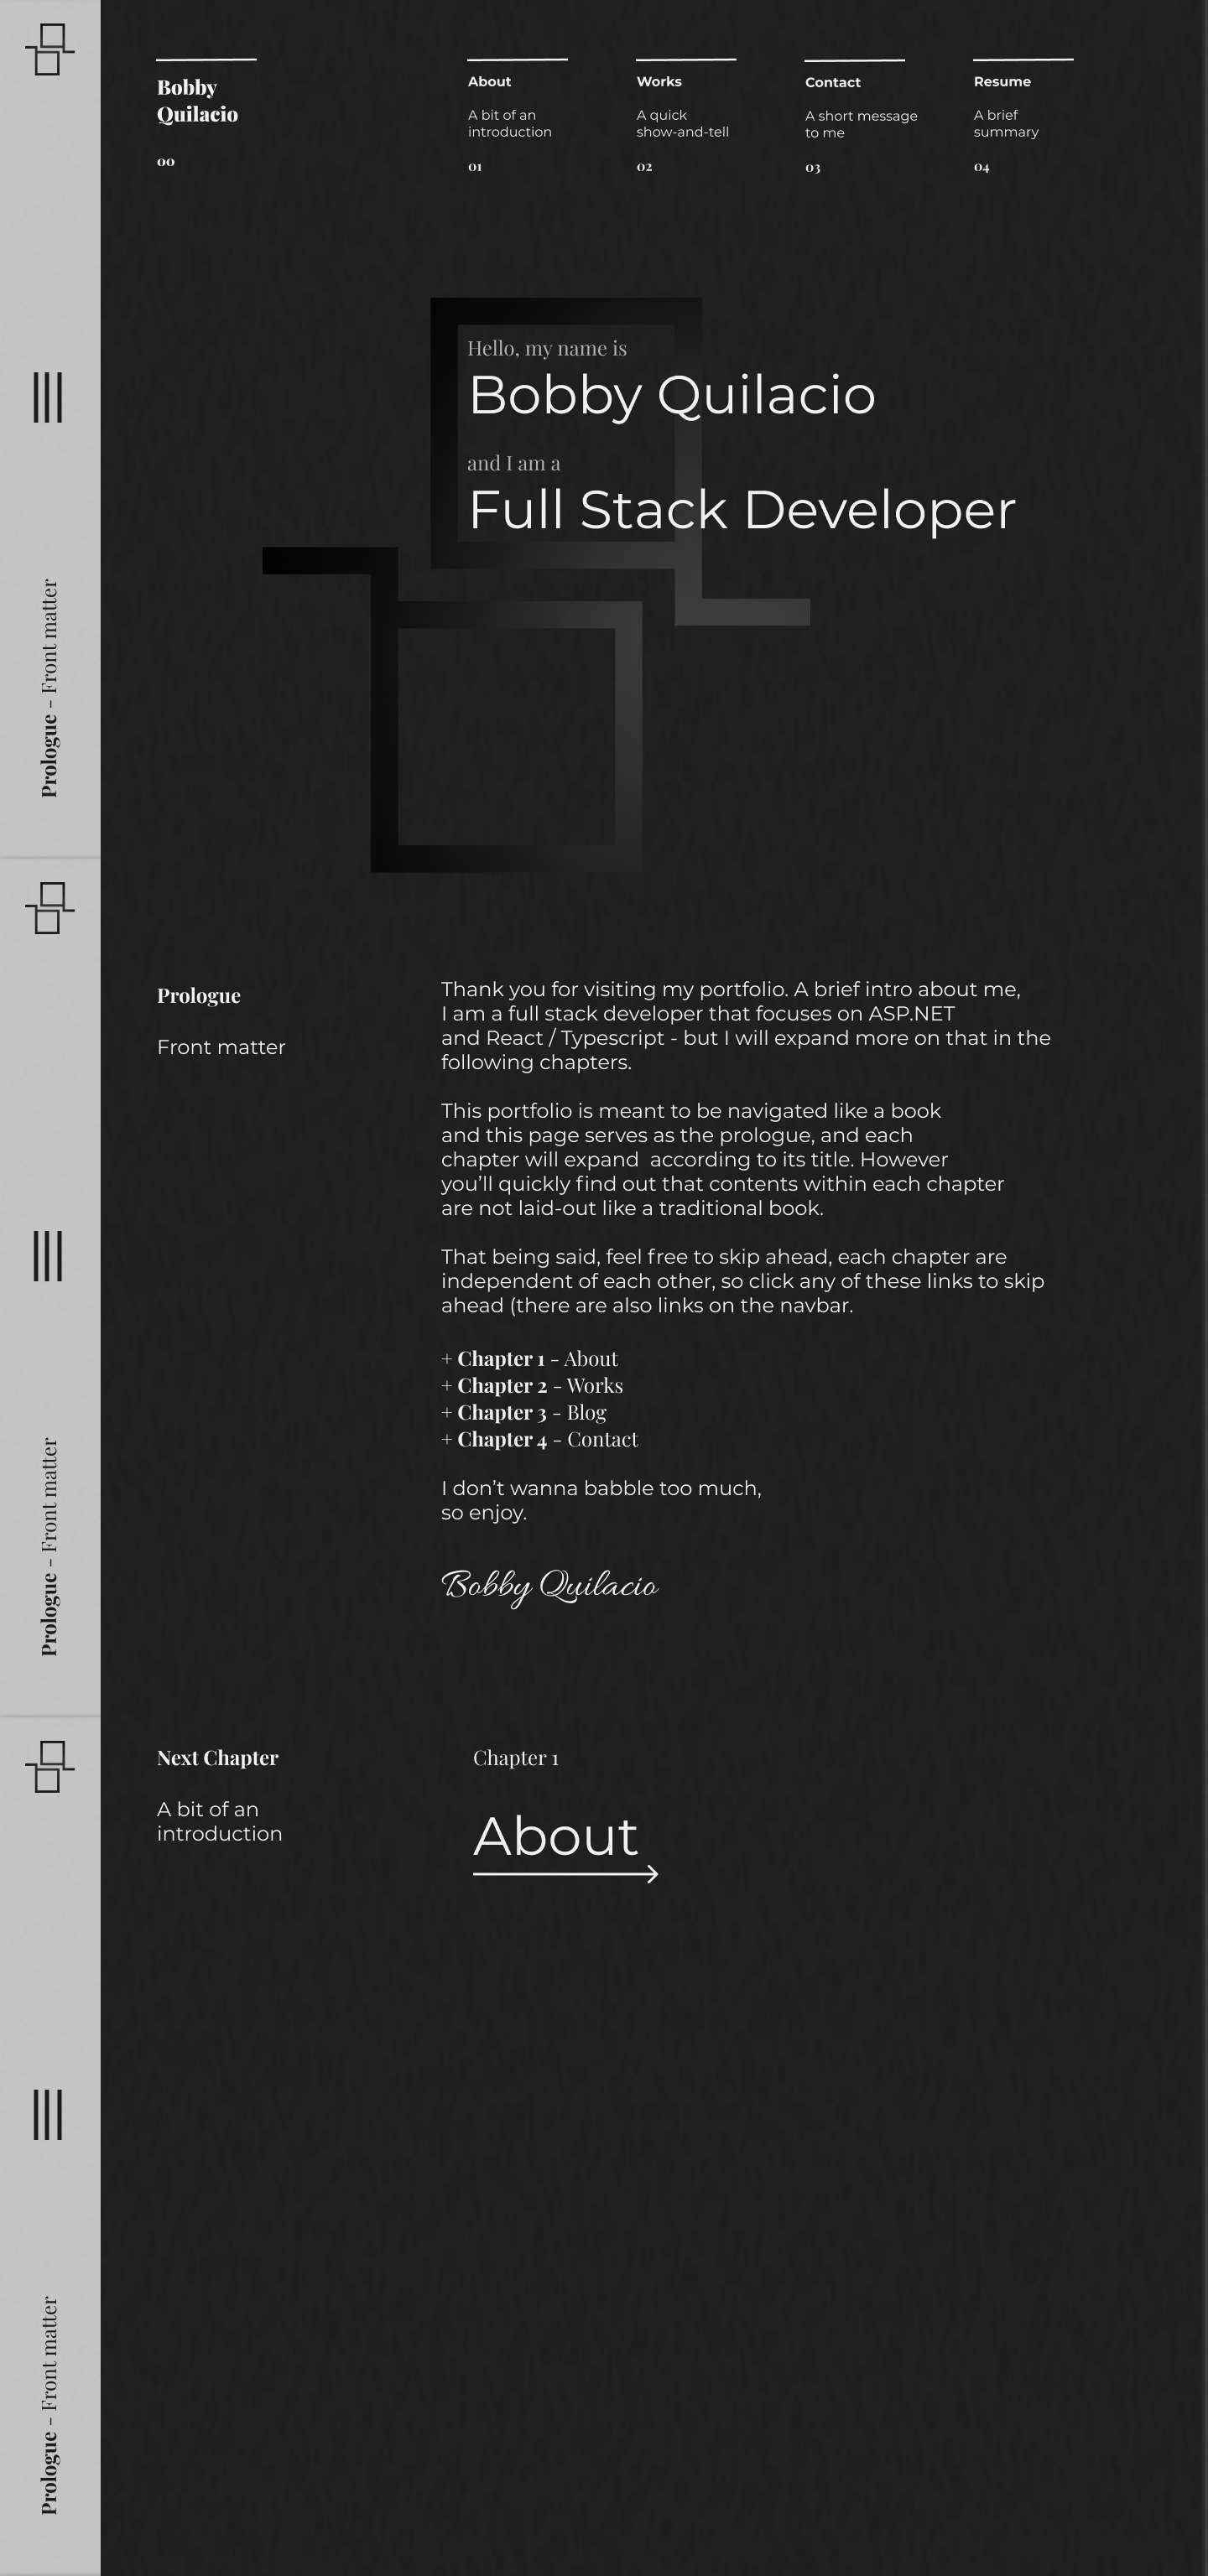 Bobby
Quilacio
00
About
A bit of an
introduction
01
Works
A quick
show-and-tell
02
Contact
A short message
to me
03
Resume
A brief
summary
04
Hello, my name is
Bobby Quilacio
and I am a
Full Stack Developer
Prologue - Front matter
Prologue
Front matter
Thank you for visiting my portfolio. A brief intro about me,
I am a full stack developer that focuses on ASP.NET
and React / Typescript - but I will expand more on that in the
following chapters.
This portfolio is meant to be navigated like a book
and this page serves as the prologue, and each
chapter will expand  according to its title. However
you’ll quickly find out that contents within each chapter
are not laid-out like a traditional book.
That being said, feel free to skip ahead, each chapter are
independent of each other, so click any of these links to skip
ahead (there are also links on the navbar.
+ Chapter 1 - About
+ Chapter 2 - Works
+ Chapter 3 - Blog
+ Chapter 4 - Contact
I don’t wanna babble too much,
so enjoy.
Bobby Quilacio
Prologue - Front matter
Next Chapter
A bit of an
introduction
Chapter 1
About
Prologue - Front matter